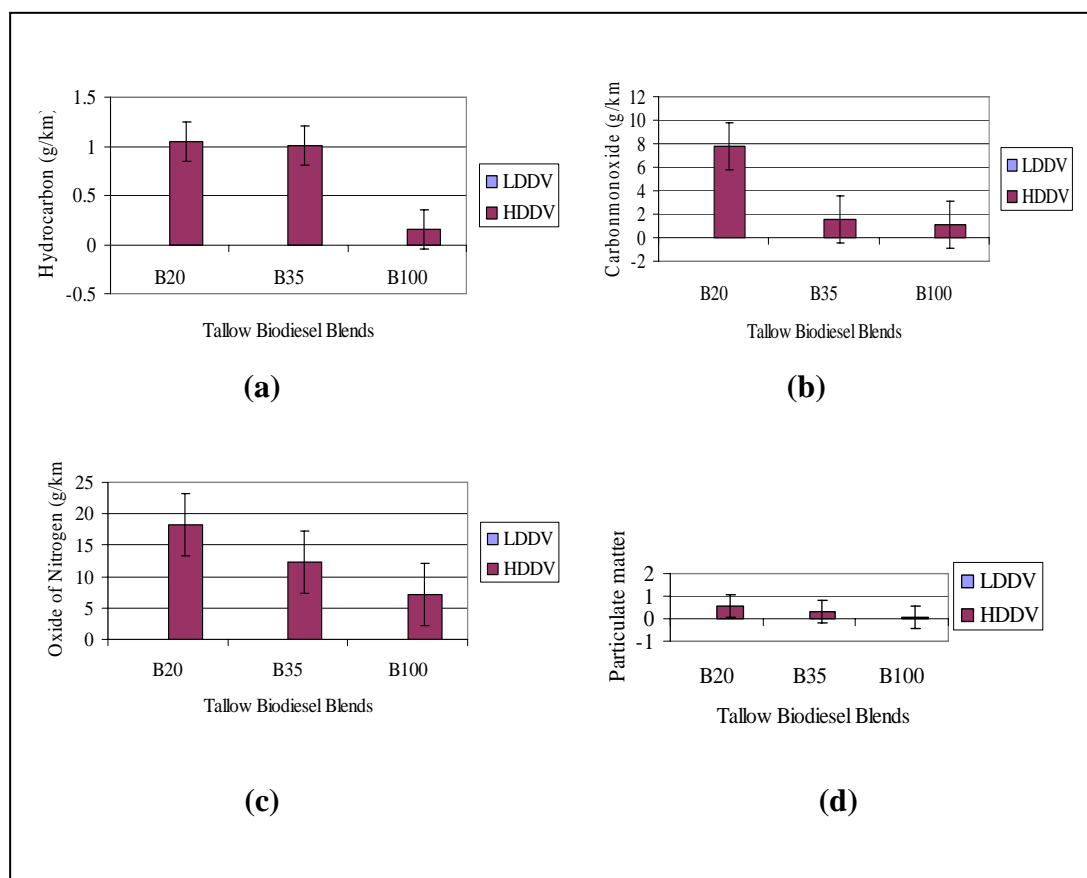 Hydrocarbon (g/km)
1.5
1
0.5
0
-0.5
B20 B35 B100
Tallow Biodiesel Blends
LDDV
HDDV
(a)
Carbonmonoxide (g/km
12
10
8
6
4
2
0
-2
B20 B35 B100
Tallow Biodiesel Blends
LDDV
HDDV
(b)
Oxide of Nitrogen (g/km
25
20
15
10
5
0
B20 B35 B100
Tallow Biodiesel Blends
LDDV
HDDV
(c)
Particulate matter
2
1
0
-1
B20 B35 B100
Tallow Biodiesel Blends
LDDV
HDDV
(d)